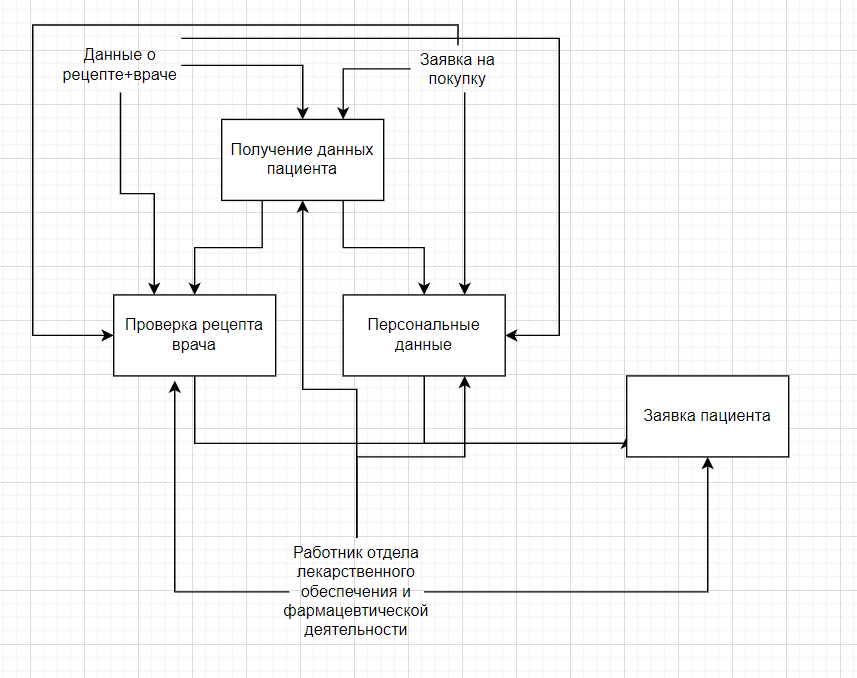 Данные о
рецепте+враче
Заявка на
покупку
Получение данных
пациента
Проверка рецепта
врача
Персональные
данные
Заявка пациента
Работник отдела
лекарственного
обеспечения и
фармацевтической
деятельности